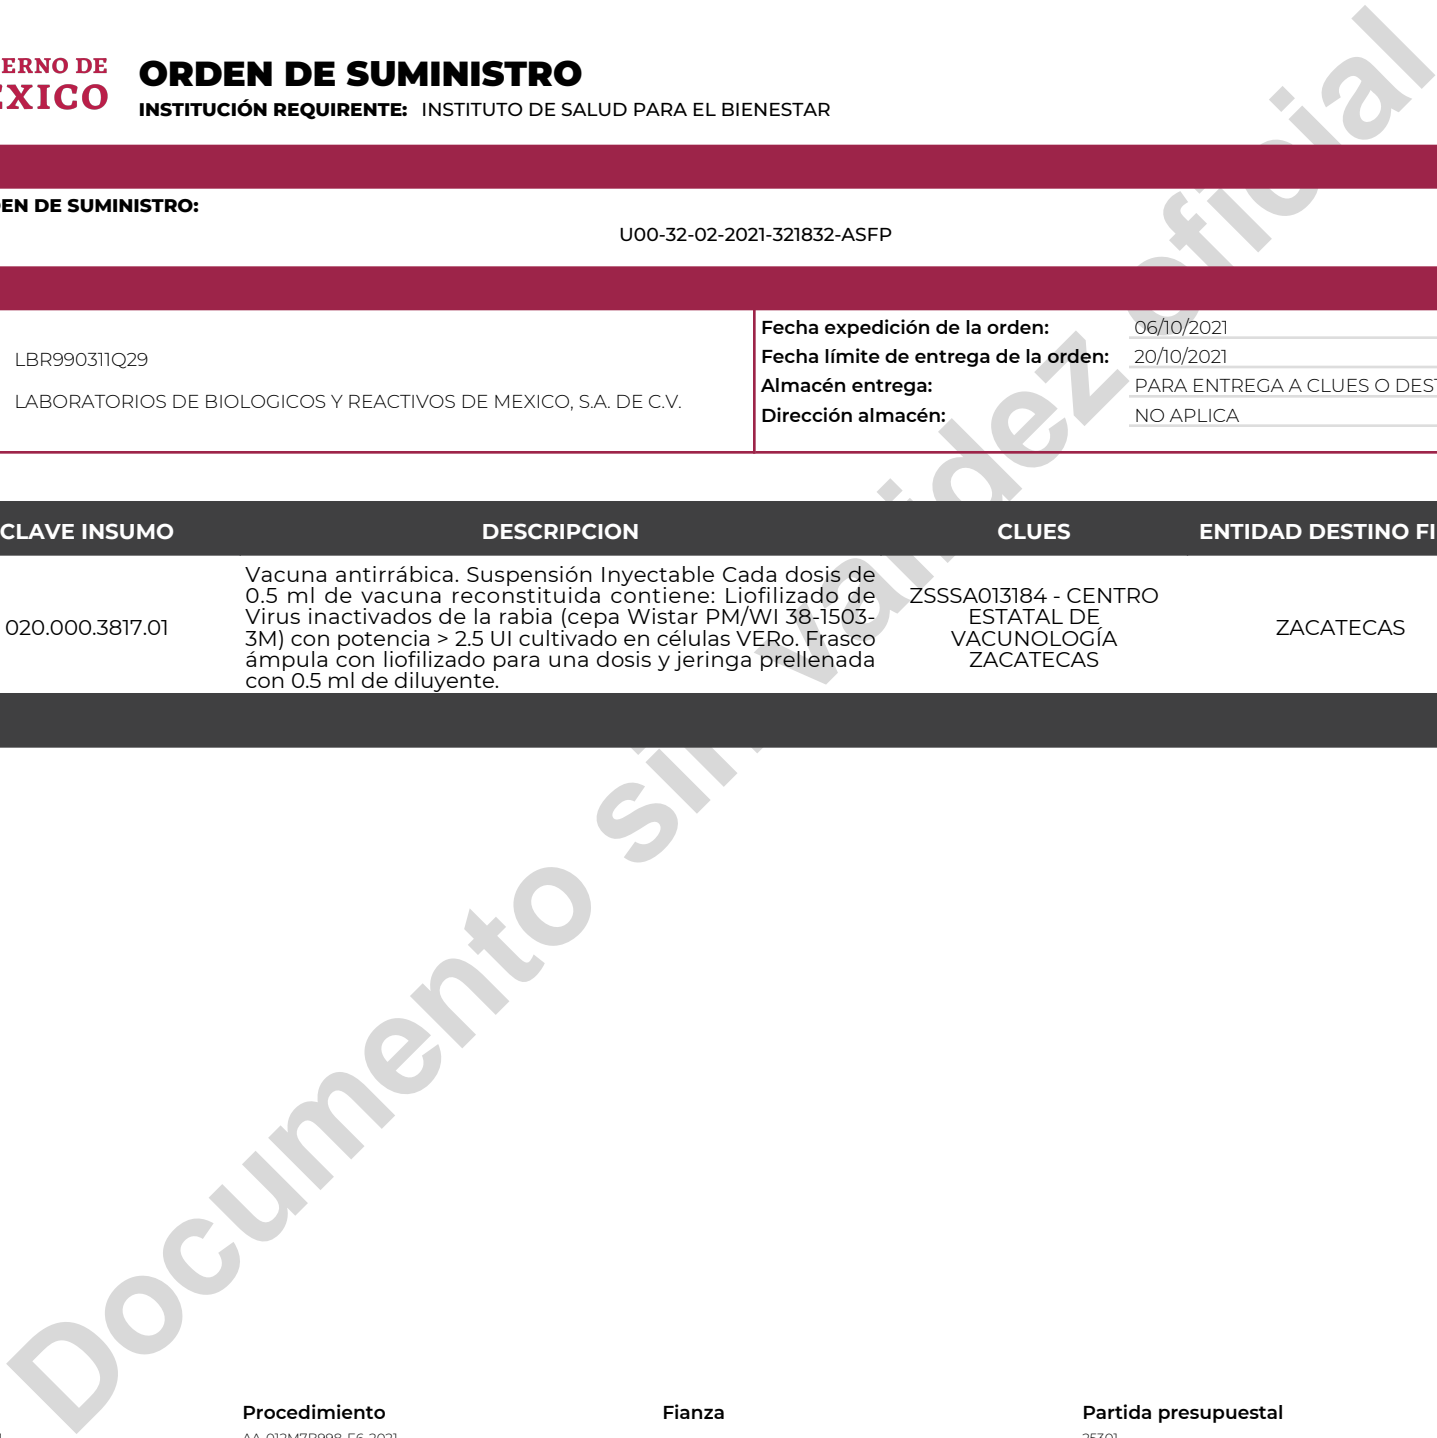 ERNO DE
ÉXICO
ORDEN DE SUMINISTRO
INSTITUCIÓN REQUIRENTE: INSTITUTO DE SALUD PARA EL BIENESTAR
EN DE SUMINISTRO:
U00-32-02-2021-321832-ASFP
LBR990311Q29
LABORATORIOS DE BIOLOGICOS Y REACTIVOS DE MEXICO, S.A. DE C.V.
Fecha expedición de la orden: 06/10/2021
Fecha límite de entrega de la orden: 20/10/2021
Almacén entrega: PARA ENTREGA A CLUES O DEST
Dirección almacén: NO APLICA
CLAVE INSUMO DESCRIPCION CLUES ENTIDAD DESTINO FI
020.000.3817.01
Vacuna antirrábica. Suspensión Inyectable Cada dosis de
0.5 ml de vacuna reconstituida contiene: Liofilizado de
Virus inactivados de la rabia (cepa Wistar PM/WI 38-1503-
3M) con potencia > 2.5 UI cultivado en células VERo. Frasco
ámpula con liofilizado para una dosis y jeringa prellenada
con 0.5 ml de diluyente.
ZSSSA013184 - CENTRO
ESTATAL DE
VACUNOLOGÍA
ZACATECAS
ZACATECAS
Documento sin validez oficial
Procedimiento Fianza Partida presupuestal